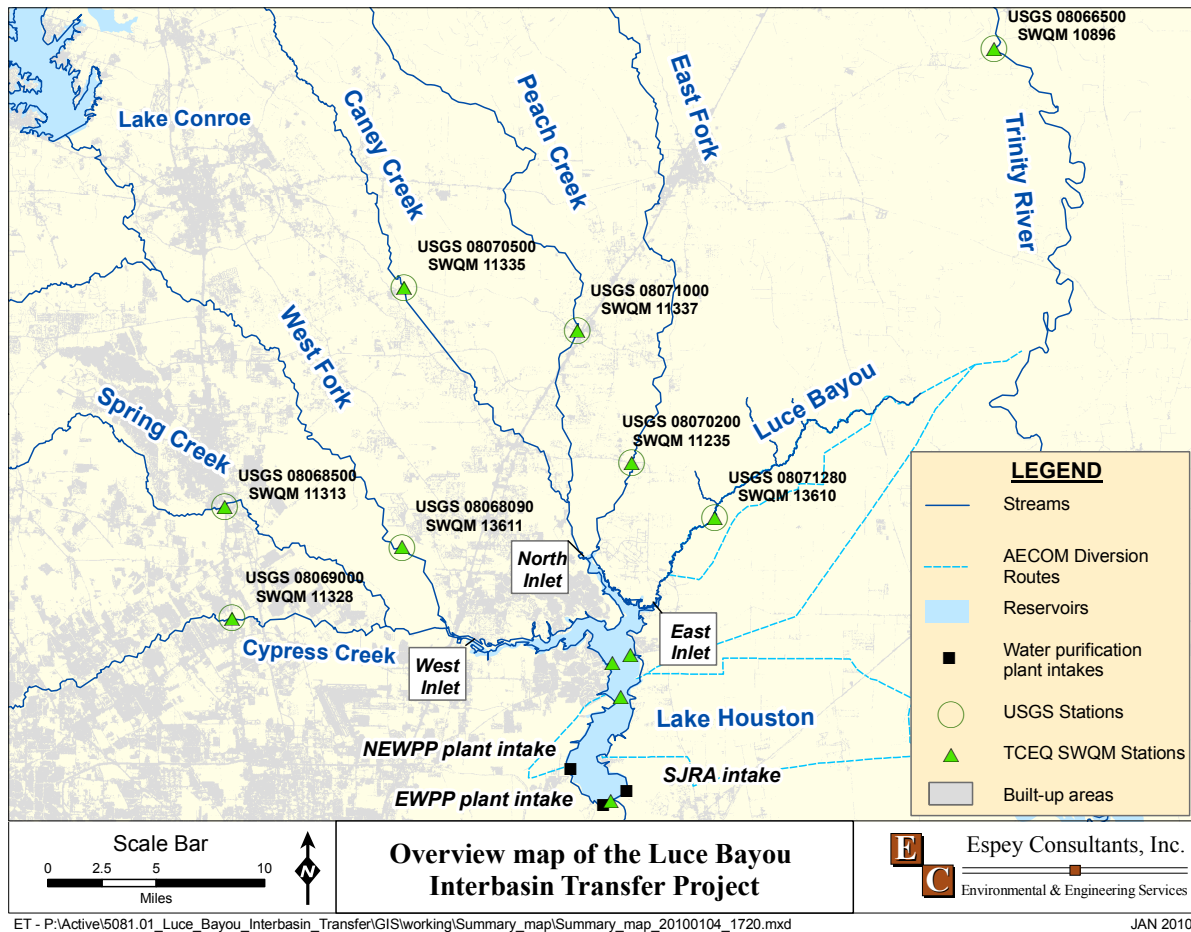 USGS 08066500
SWQM 10896
Lake Conroe
Caney Creek
Peach Creek
East Fork
Trinity River
USGS 08070500
SWQM 11335
USGS 08071000
SWQM 11337
West Fork
Spring Creek
Luce Bayou
USGS 08070200
SWQM 11235
USGS 08068500
SWQM 11313
USGS 08071280
SWQM 13610
USGS 08068090
SWQM 13611
North
Inlet
USGS 08069000
SWQM 11328
East
Inlet
Cypress Creek
West
Inlet
Lake Houston
NEWPP plant intake
SJRA intake
EWPP plant intake
LEGEND
Streams
AECOM Diversion
Routes
Reservoirs
Water purification
plant intakes
USGS Stations
TCEQ SWQM Stations
Built-up areas
Scale Bar
0 2.5 5 10
Miles
N
Overview map of the Luce Bayou
Interbasin Transfer Project
E
C
Espey Consultants, Inc.
Environmental & Engineering Services
ET - P:\Active\5081.01_Luce_Bayou_Interbasin_Transfer\GIS\working\Summary_map\Summary_map_20100104_1720.mxd
JAN 2010